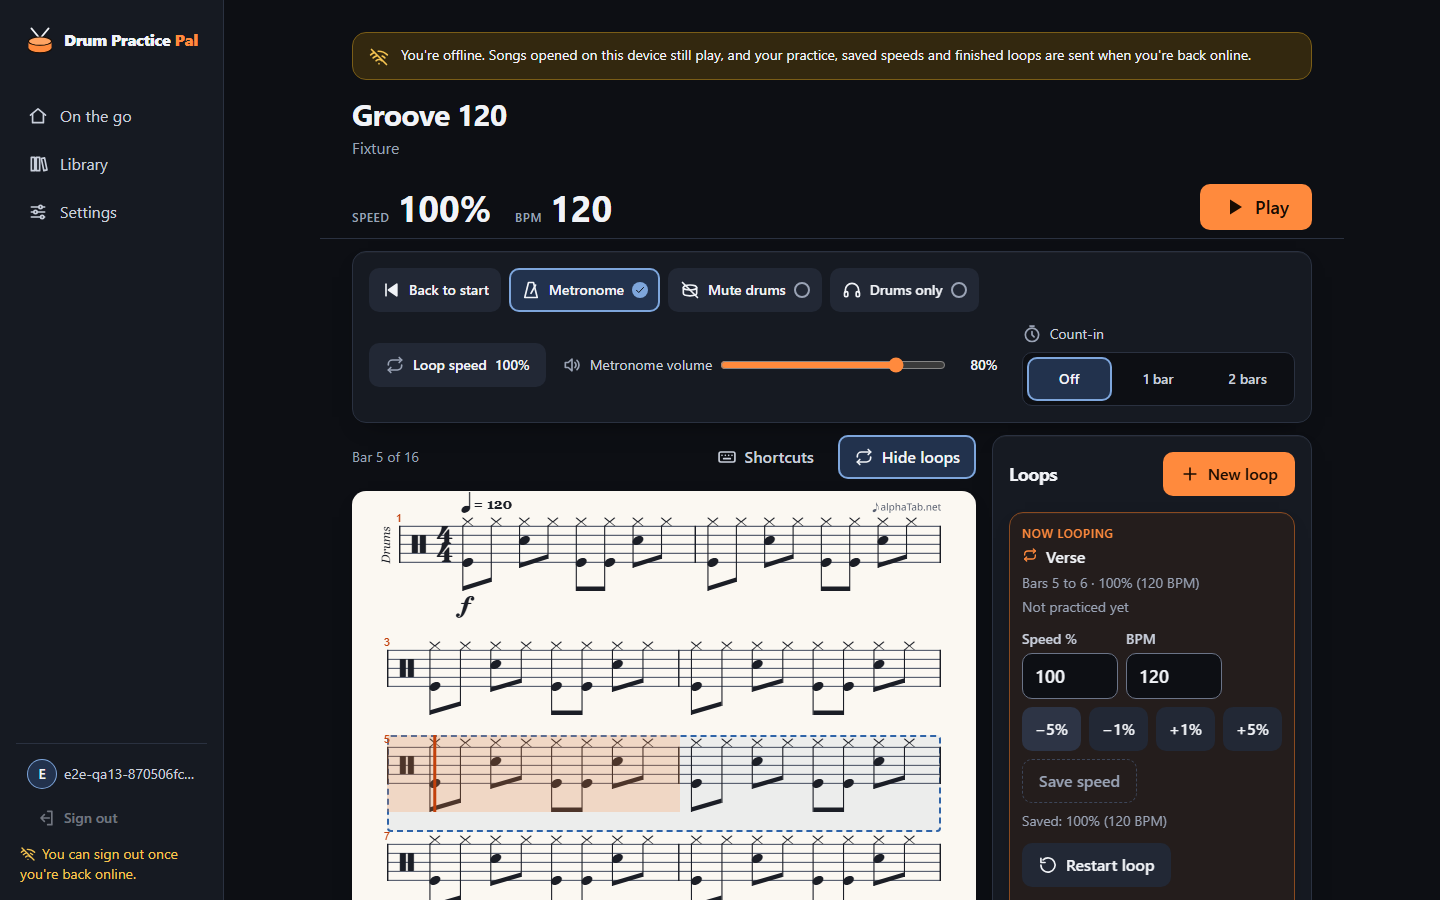 Drum Practice Pal
On the go
Library
Settings
e2e-qa13-870506fc...
E
Sign out
You can sign out once
you're back online.
You're offline. Songs opened on this device still play, and your practice, saved speeds and finished loops are sent when you're back online.
Groove 120
Fixture
SPEED 100% BPM 120
Play
Back to start
Metronome
Mute drums
Drums only
Loop speed 100%
Metronome volume
80%
Count-in
Off
1 bar
2 bars
Bar 5 of 16
Shortcuts
Hide loops
= 120
alphaTab.net
1
Drums
4
4
f
3
5
7
Loops
New loop
NOW LOOPING
Verse
Bars 5 to 6 · 100% (120 BPM)
Not practiced yet
Speed %
BPM
100
120
−5%
−1%
+1%
+5%
Save speed
Saved: 100% (120 BPM)
Restart loop